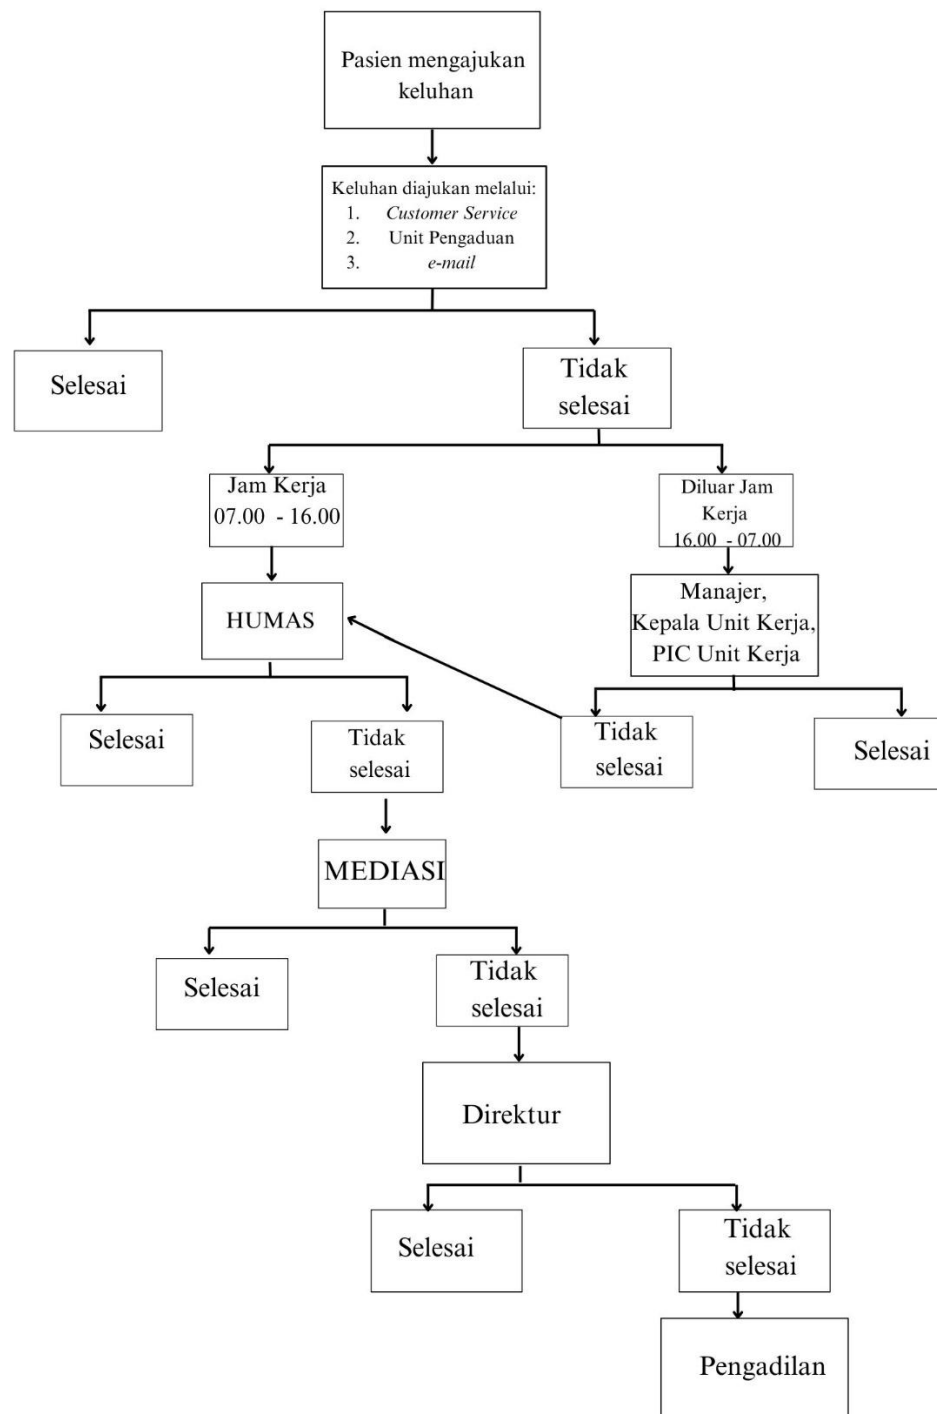 Pasien mengajukan
keluhan
Keluhan diajukan melalui:
1. Customer Service
2. Unit Pengaduan
3. e-mail
Selesai
Tidak
selesai
Jam Kerja
07.00 - 16.00
Diluar Jam
Kerja
16.00 - 07.00
HUMAS
Manajer,
Kepala Unit Kerja,
PIC Unit Kerja
Selesai
Tidak
selesai
Tidak
selesai
Selesai
MEDIASI
Selesai
Tidak
selesai
Direktur
Selesai
Tidak
selesai
Pengadilan